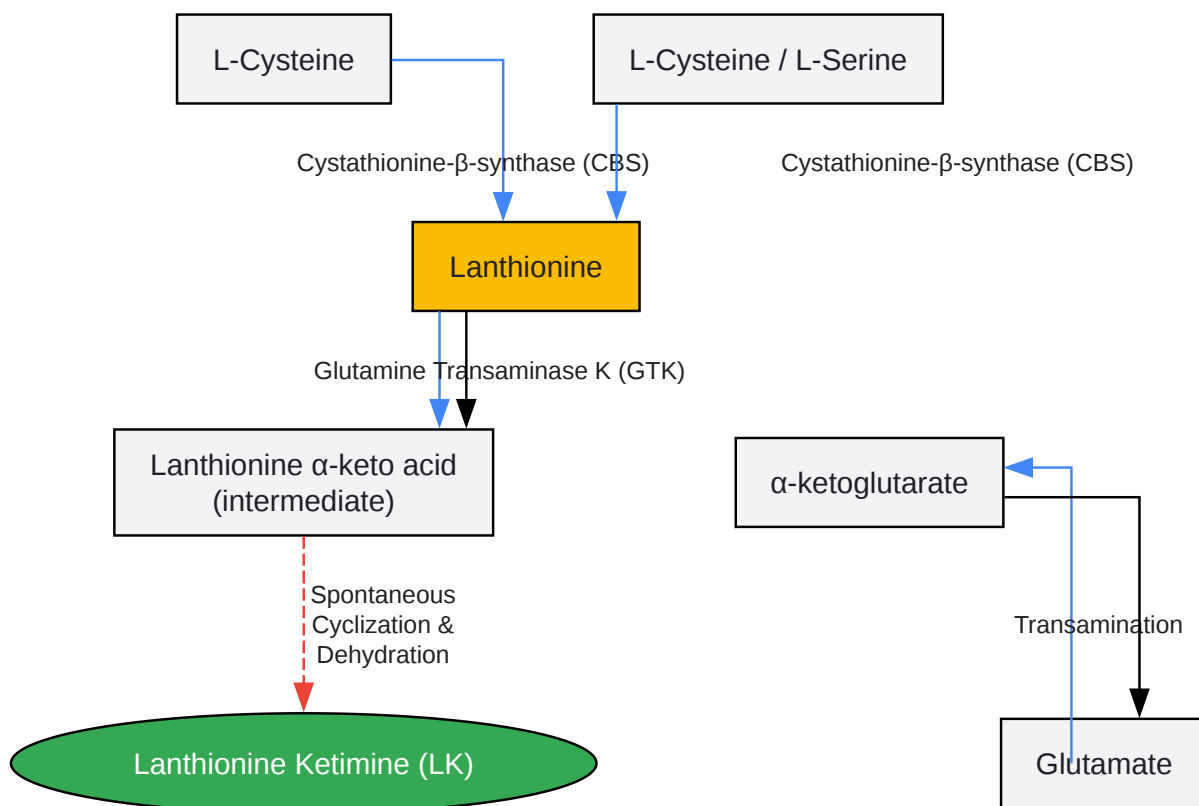 L-Cysteine
L-Cysteine / L-Serine
Cystathionine-β-synthase (CBS)
Cystathionine-β-synthase (CBS)
Lanthionine
Glutamine Transaminase K (GTK)
Lanthionine α-keto acid
(intermediate)
α-ketoglutarate
Spontaneous
Cyclization &
Dehydration
Transamination
Lanthionine Ketimine (LK)
Glutamate